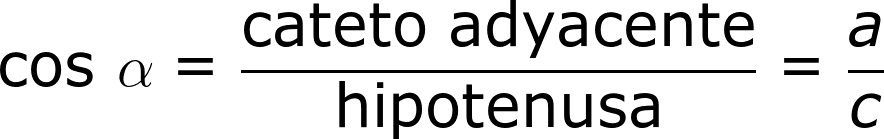 cos α = cateto adyacente / hipotenusa = a / c